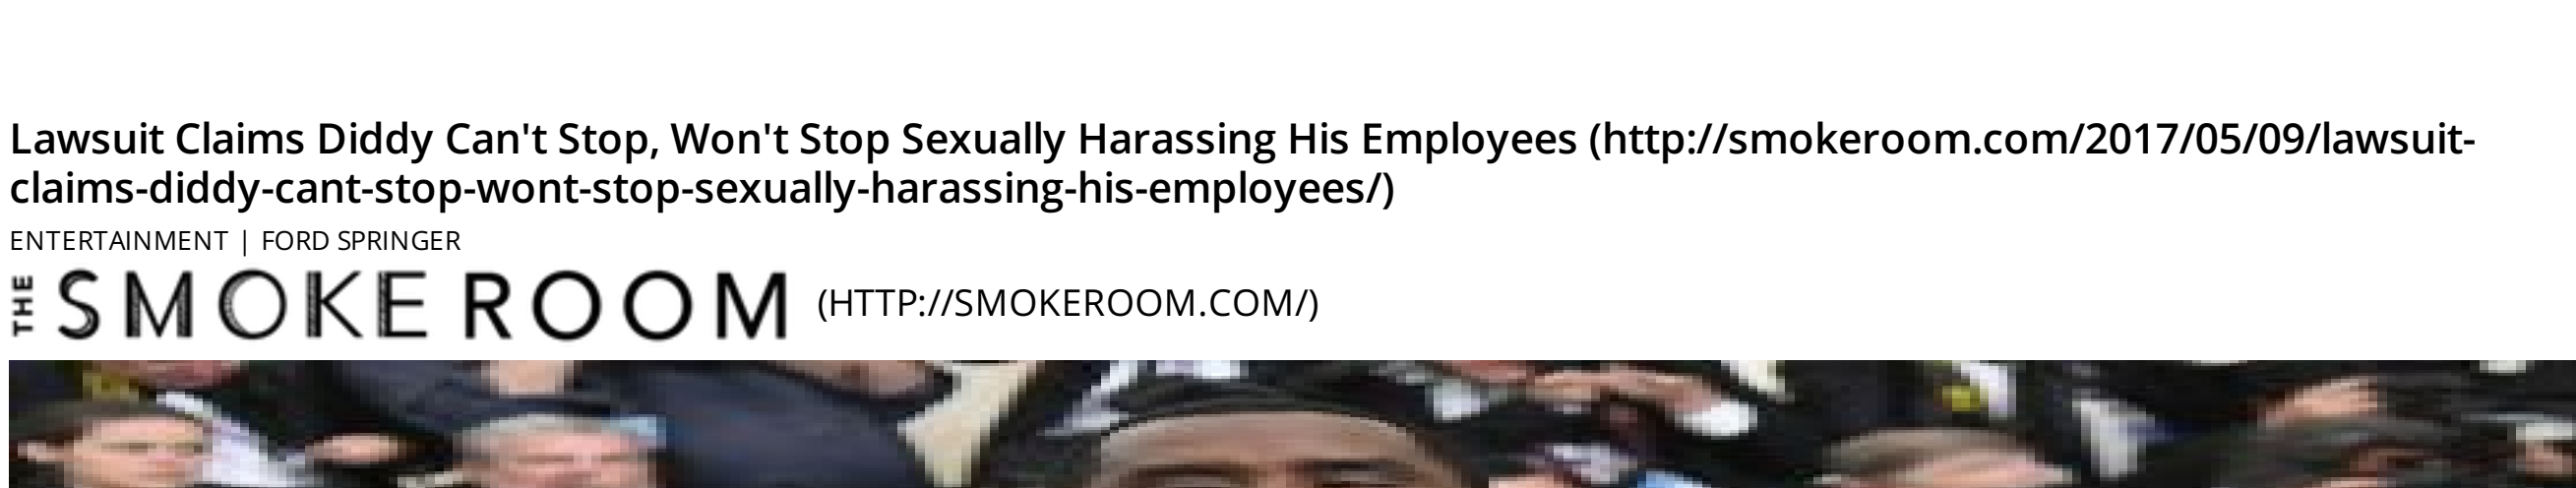 Lawsuit Claims Diddy Can't Stop, Won't Stop Sexually Harassing His Employees (http://smokeroom.com/2017/05/09/lawsuit-
claims-diddy-cant-stop-wont-stop-sexually-harassing-his-employees/)
ENTERTAINMENT | FORD SPRINGER
THE SMOKE ROOM (HTTP://SMOKEROOM.COM/)